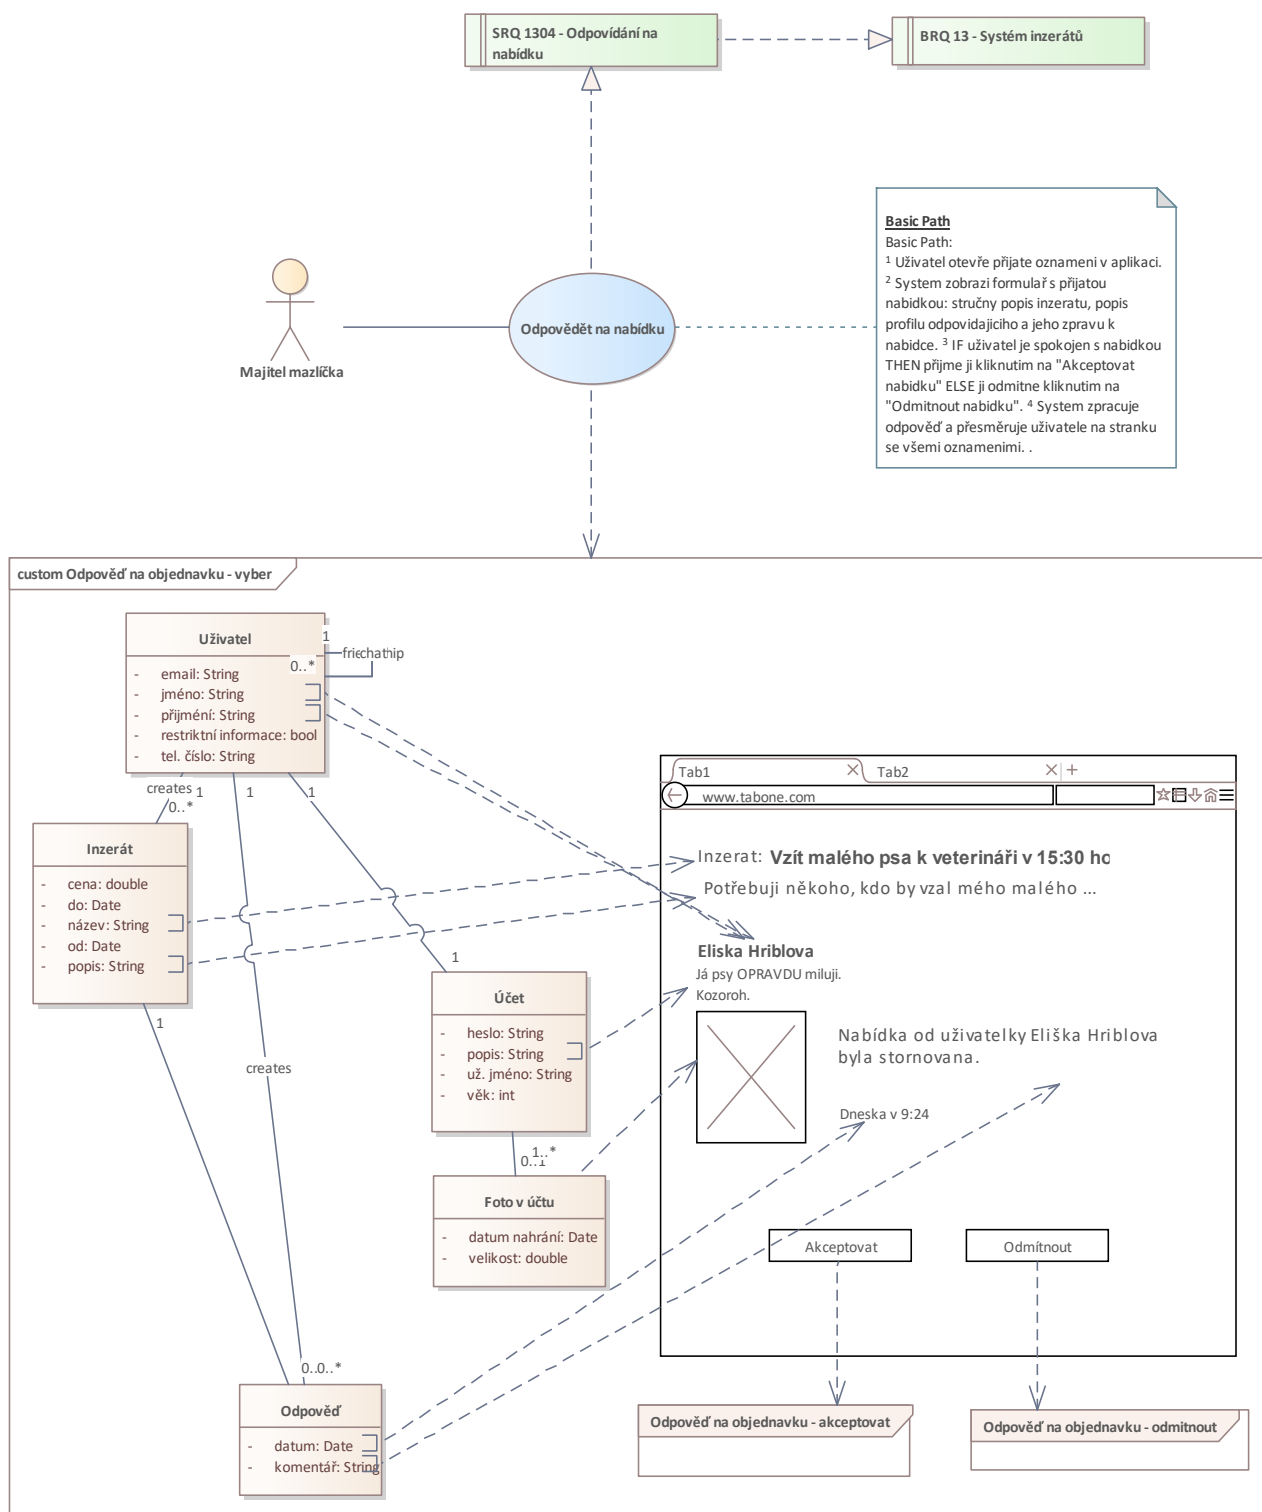 SRQ 1304 - Odpovídání na
nabídku
BRQ 13 - Systém inzerátů
Basic Path
Basic Path:
1 Uživatel otevře přijate oznameni v aplikaci.
2 System zobrazi formulař s přijatou
nabidkou: stručny popis inzeratu, popis
profilu odpovidajiciho a jeho zpravu k
nabidce. 3 IF uživatel je spokojen s nabidkou
THEN přijme ji kliknutim na "Akceptovat
nabidku" ELSE ji odmitne kliknutim na
"Odmitnout nabidku". 4 System zpracuje
odpověď a přesměruje uživatele na stranku
se všemi oznamenimi. .
Odpovědět na nabídku
Majitel mazlíčka
custom Odpověď na objednavku - vyber
Uživatel
- email: String
- jméno: String
- příjmění: String
- restriktní informace: bool
- tel. číslo: String
1
0..*
creates
1
0..*
1
1
Inzerát
- cena: double
- do: Date
- název: String
- od: Date
- popis: String
1
creates
1
Účet
- heslo: String
- popis: String
- už. jméno: String
- věk: int
1..*
Foto v účtu
- datum nahrání: Date
- velikost: double
0..*
Odpověď
- datum: Date
- komentář: String
Tab1
Tab2
www.tabone.com
Inzerat: Vzít malého psa k veterináři v 15:30 ho
Potřebuji někoho, kdo by vzal mého malého ...
Eliska Hriblova
Já psy OPRAVDU miluji.
Kozoroh.
Nabídka od uživatelky Eliška Hriblova
byla stornovana.
Dneska v 9:24
Akceptovat
Odmítnout
Odpověď na objednavku - akceptovat
Odpověď na objednavku - odmitnout